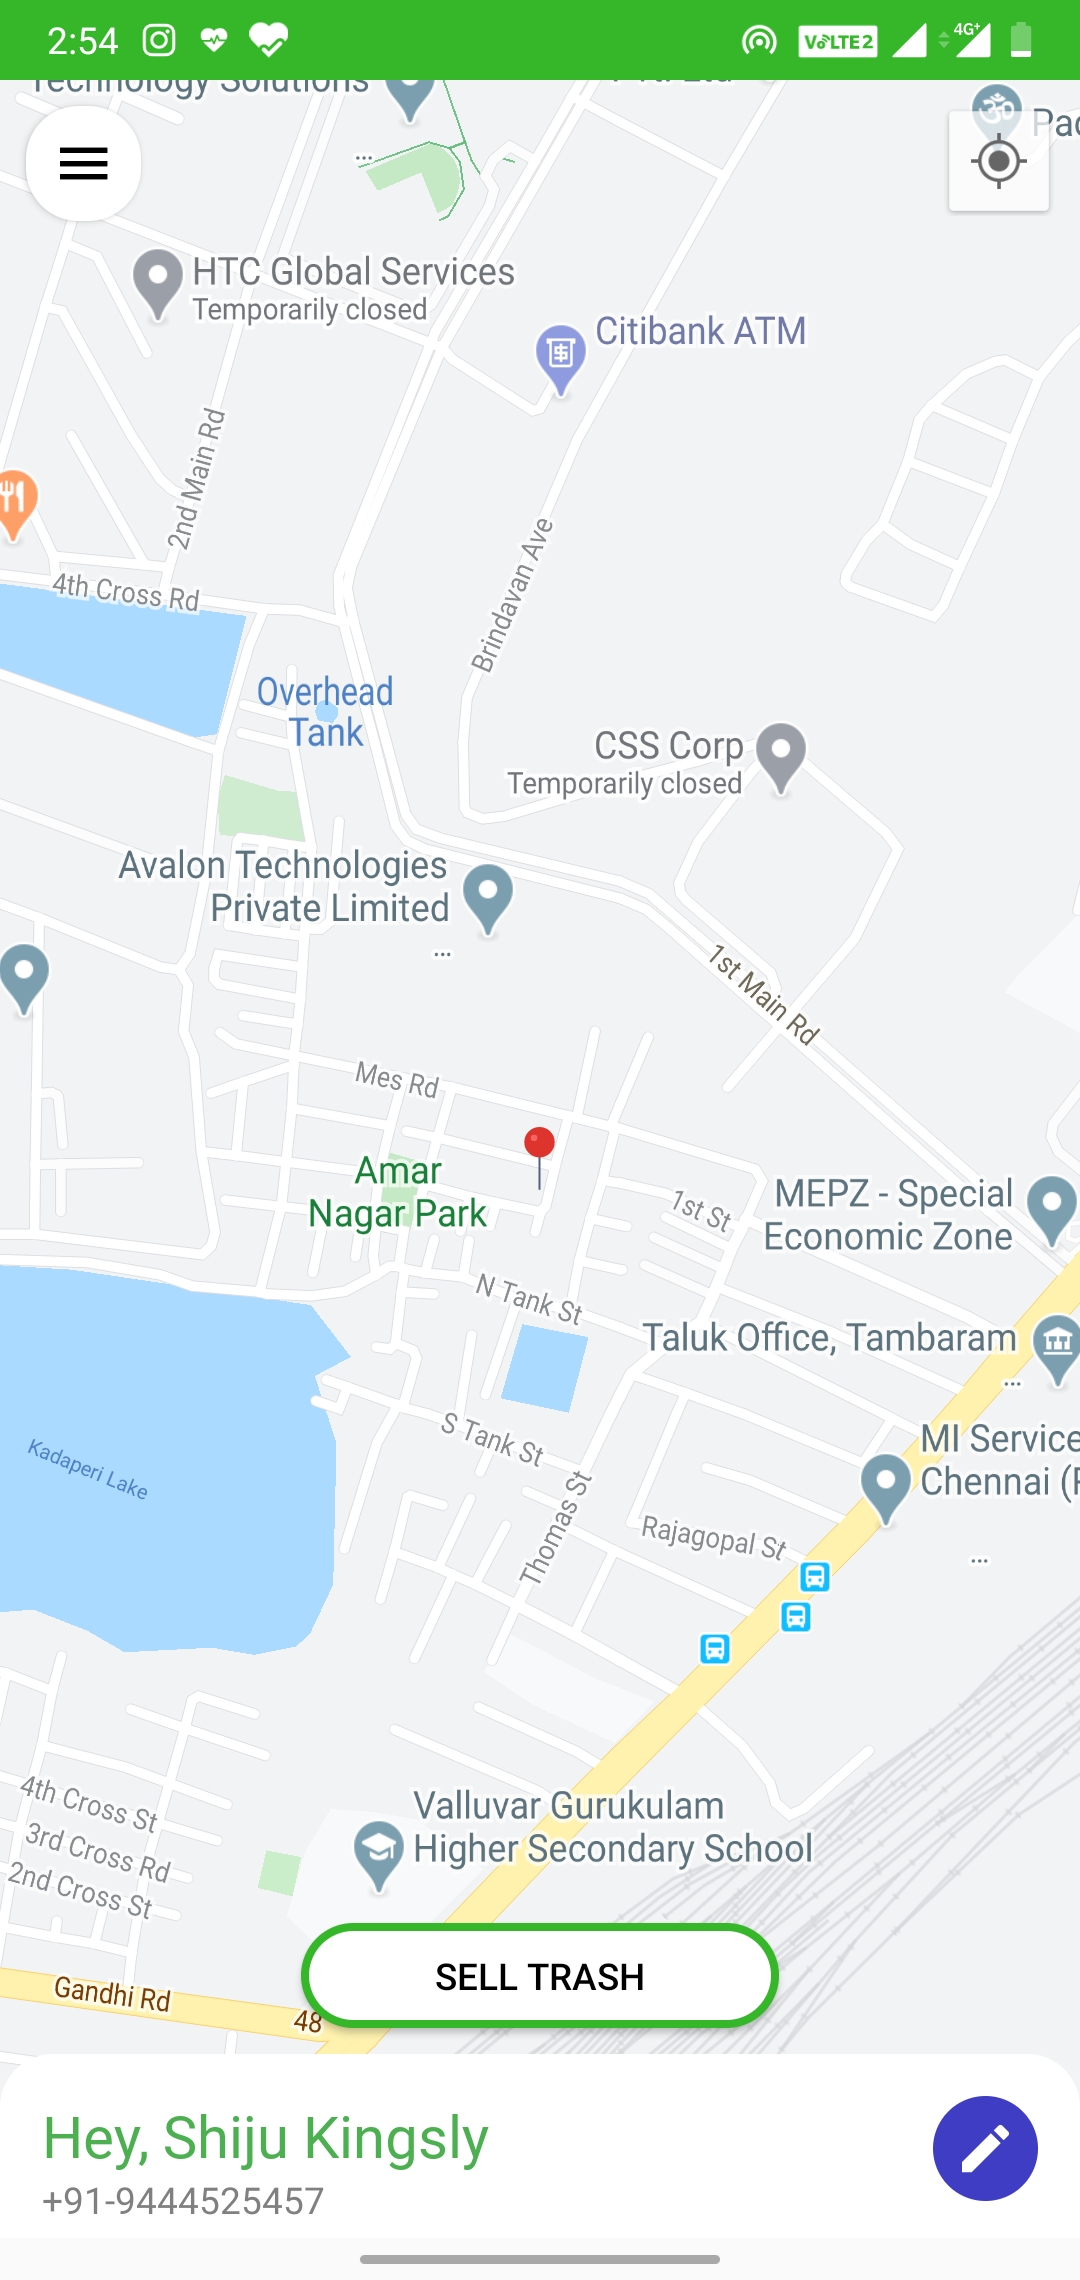 2:54
VoLTE2
4G+
Technology Solutions
HTC Global Services
Temporarily closed
Citibank ATM
2nd Main Rd
4th Cross Rd
Brindavan Ave
Overhead
Tank
CSS Corp
Temporarily closed
Avalon Technologies
Private Limited
1st Main Rd
Mes Rd
Amar
Nagar Park
1st St
MEPZ - Special
Economic Zone
N Tank St
Taluk Office, Tambaram
S Tank St
MI Service
Chennai (
Kadaperi Lake
Thomas St
Rajagopal St
Valluvar Gurukulam
Higher Secondary School
4th Cross St
3rd Cross Rd
2nd Cross St
Gandhi Rd
48
SELL TRASH
Hey, Shiju Kingsly
+91-9444525457